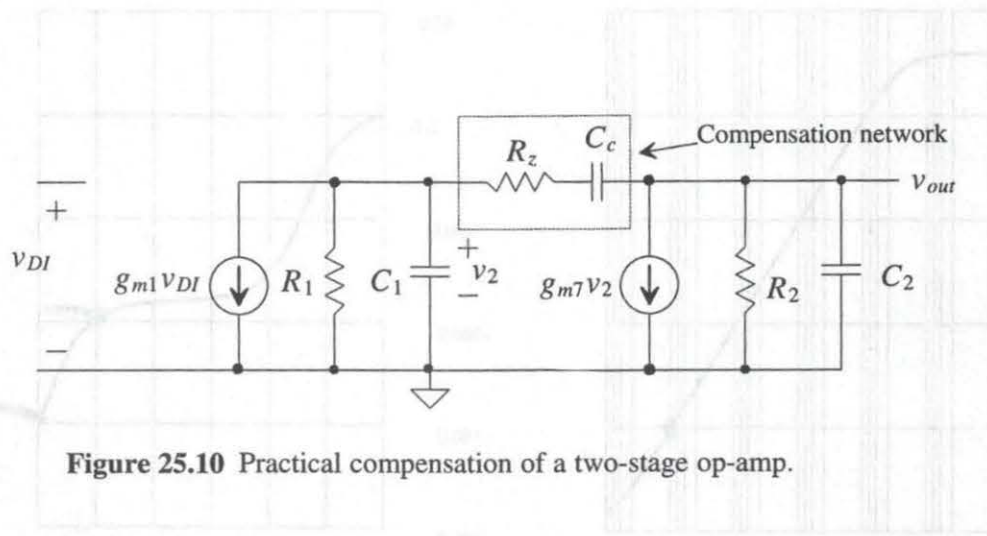 R_z C_c Compensation network
v_out
+
v_DI
−
g_m1 v_DI
R_1
C_1
+
v_2
−
g_m7 v_2
R_2
C_2
Figure 25.10 Practical compensation of a two-stage op-amp.